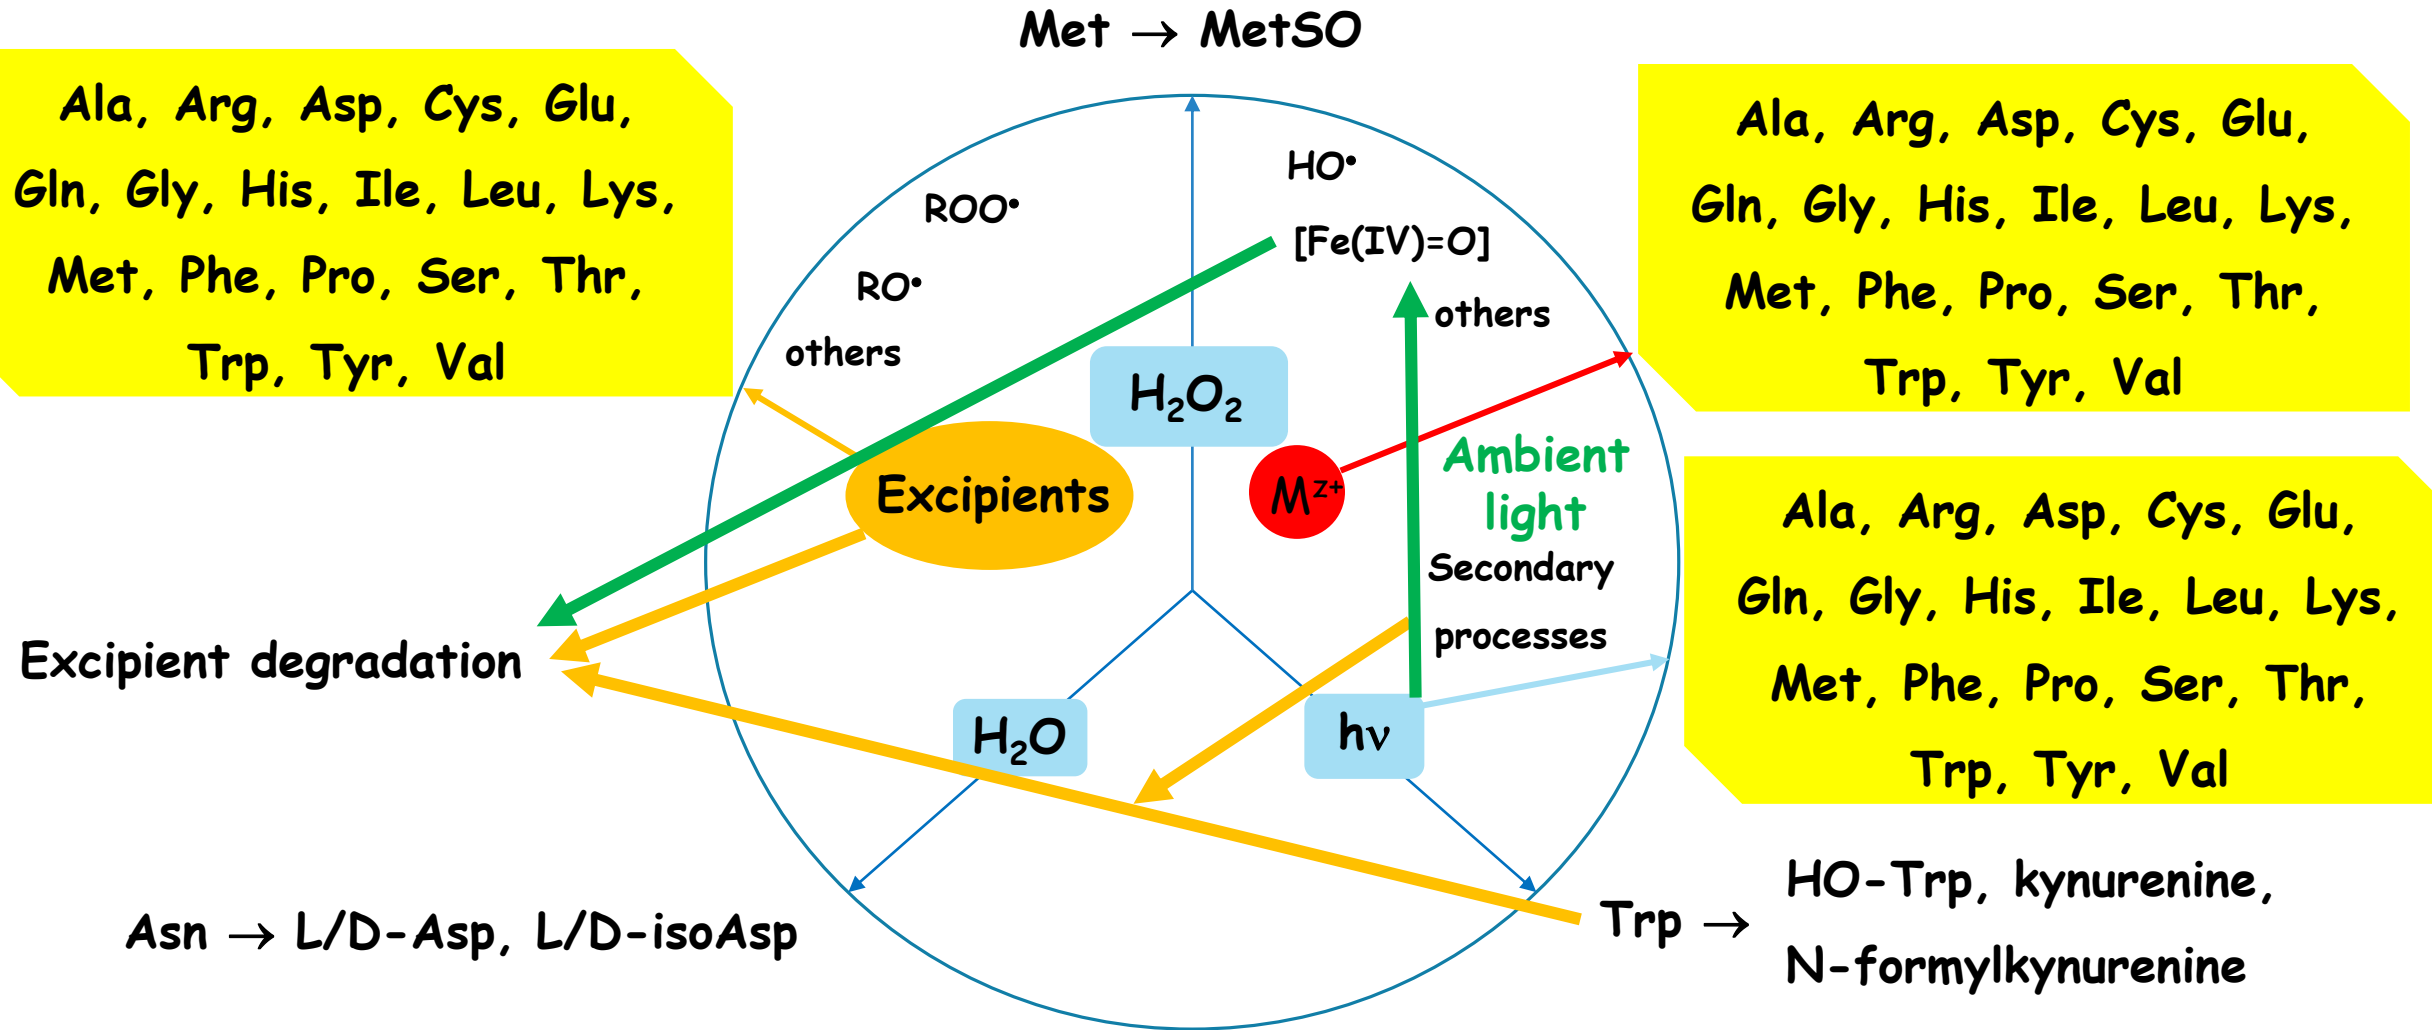 Met → MetSO
Ala, Arg, Asp, Cys, Glu,
Gln, Gly, His, Ile, Leu, Lys,
Met, Phe, Pro, Ser, Thr,
Trp, Tyr, Val
ROO•
RO•
others
HO•
[Fe(IV)=O]
others
Ala, Arg, Asp, Cys, Glu,
Gln, Gly, His, Ile, Leu, Lys,
Met, Phe, Pro, Ser, Thr,
Trp, Tyr, Val
H₂O₂
Excipients
Mᶻ⁺
Ambient
light
Secondary
processes
Ala, Arg, Asp, Cys, Glu,
Gln, Gly, His, Ile, Leu, Lys,
Met, Phe, Pro, Ser, Thr,
Trp, Tyr, Val
Excipient degradation
H₂O
hν
Asn → L/D-Asp, L/D-isoAsp
Trp →
HO-Trp, kynurenine,
N-formylkynurenine